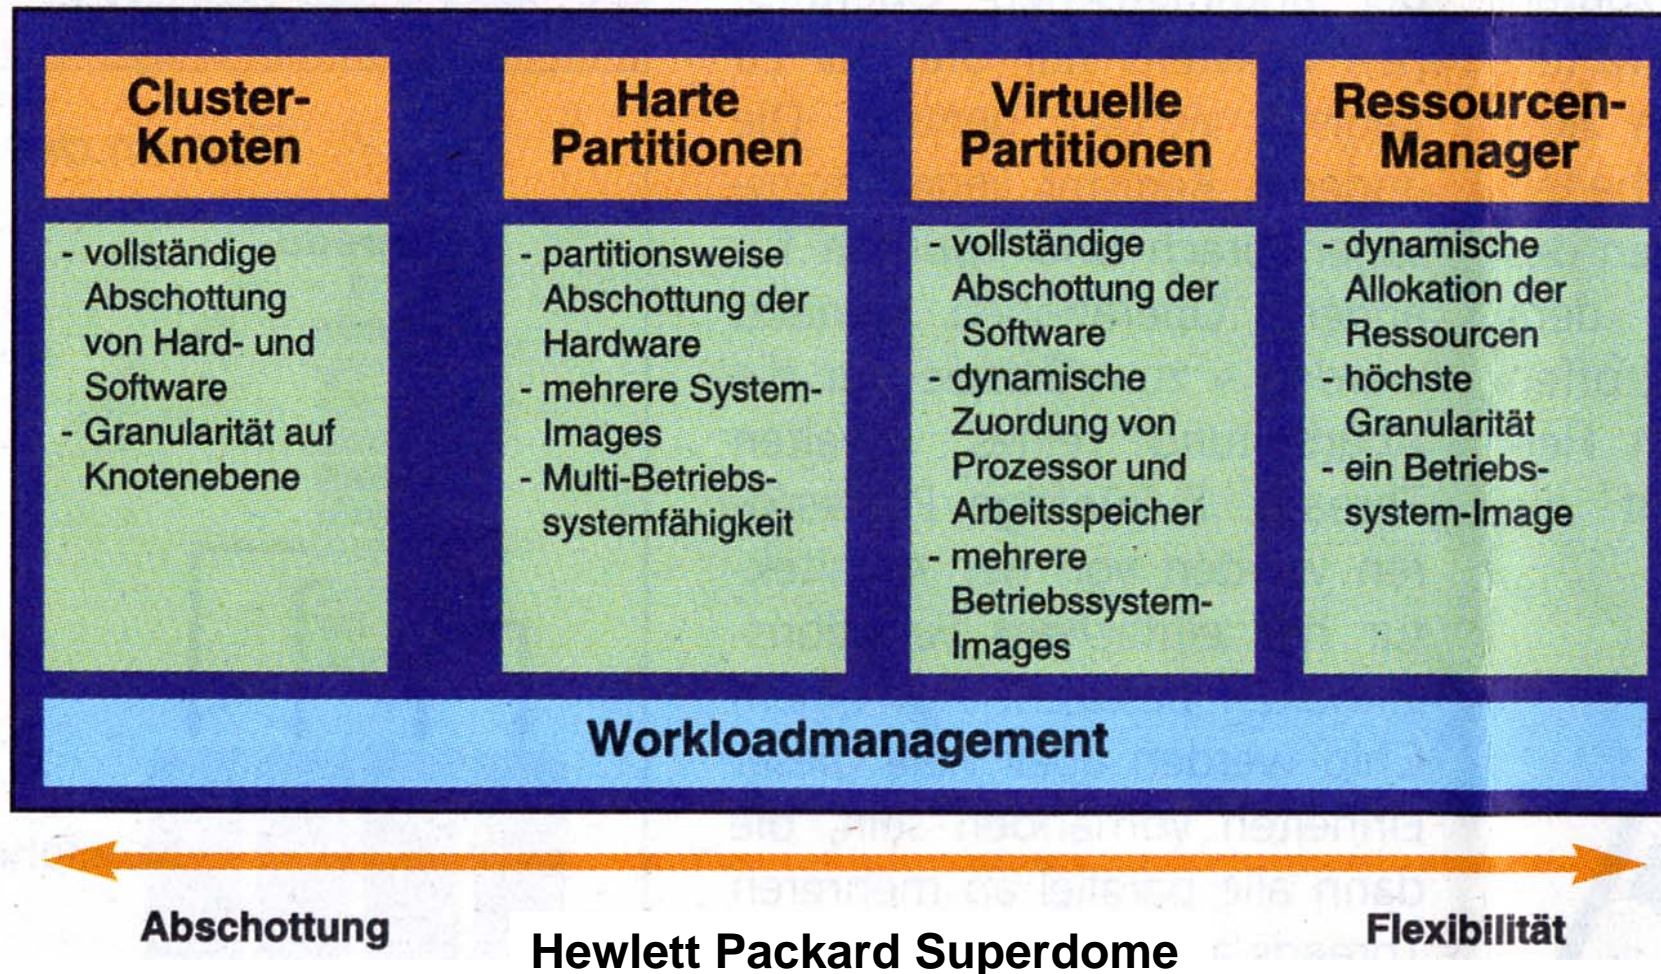 Cluster-
Knoten
- vollständige
Abschottung
von Hard- und
Software
- Granularität auf
Knotenebene
Harte
Partitionen
- partitionsweise
Abschottung der
Hardware
- mehrere System-
Images
- Multi-Betriebs-
systemfähigkeit
Virtuelle
Partitionen
- vollständige
Abschottung der
Software
- dynamische
Zuordung von
Prozessor und
Arbeitsspeicher
- mehrere
Betriebssystem-
Images
Ressourcen-
Manager
- dynamische
Allokation der
Ressourcen
- höchste
Granularität
- ein Betriebs-
system-Image
Workloadmanagement
Abschottung
Flexibilität
Hewlett Packard Superdome